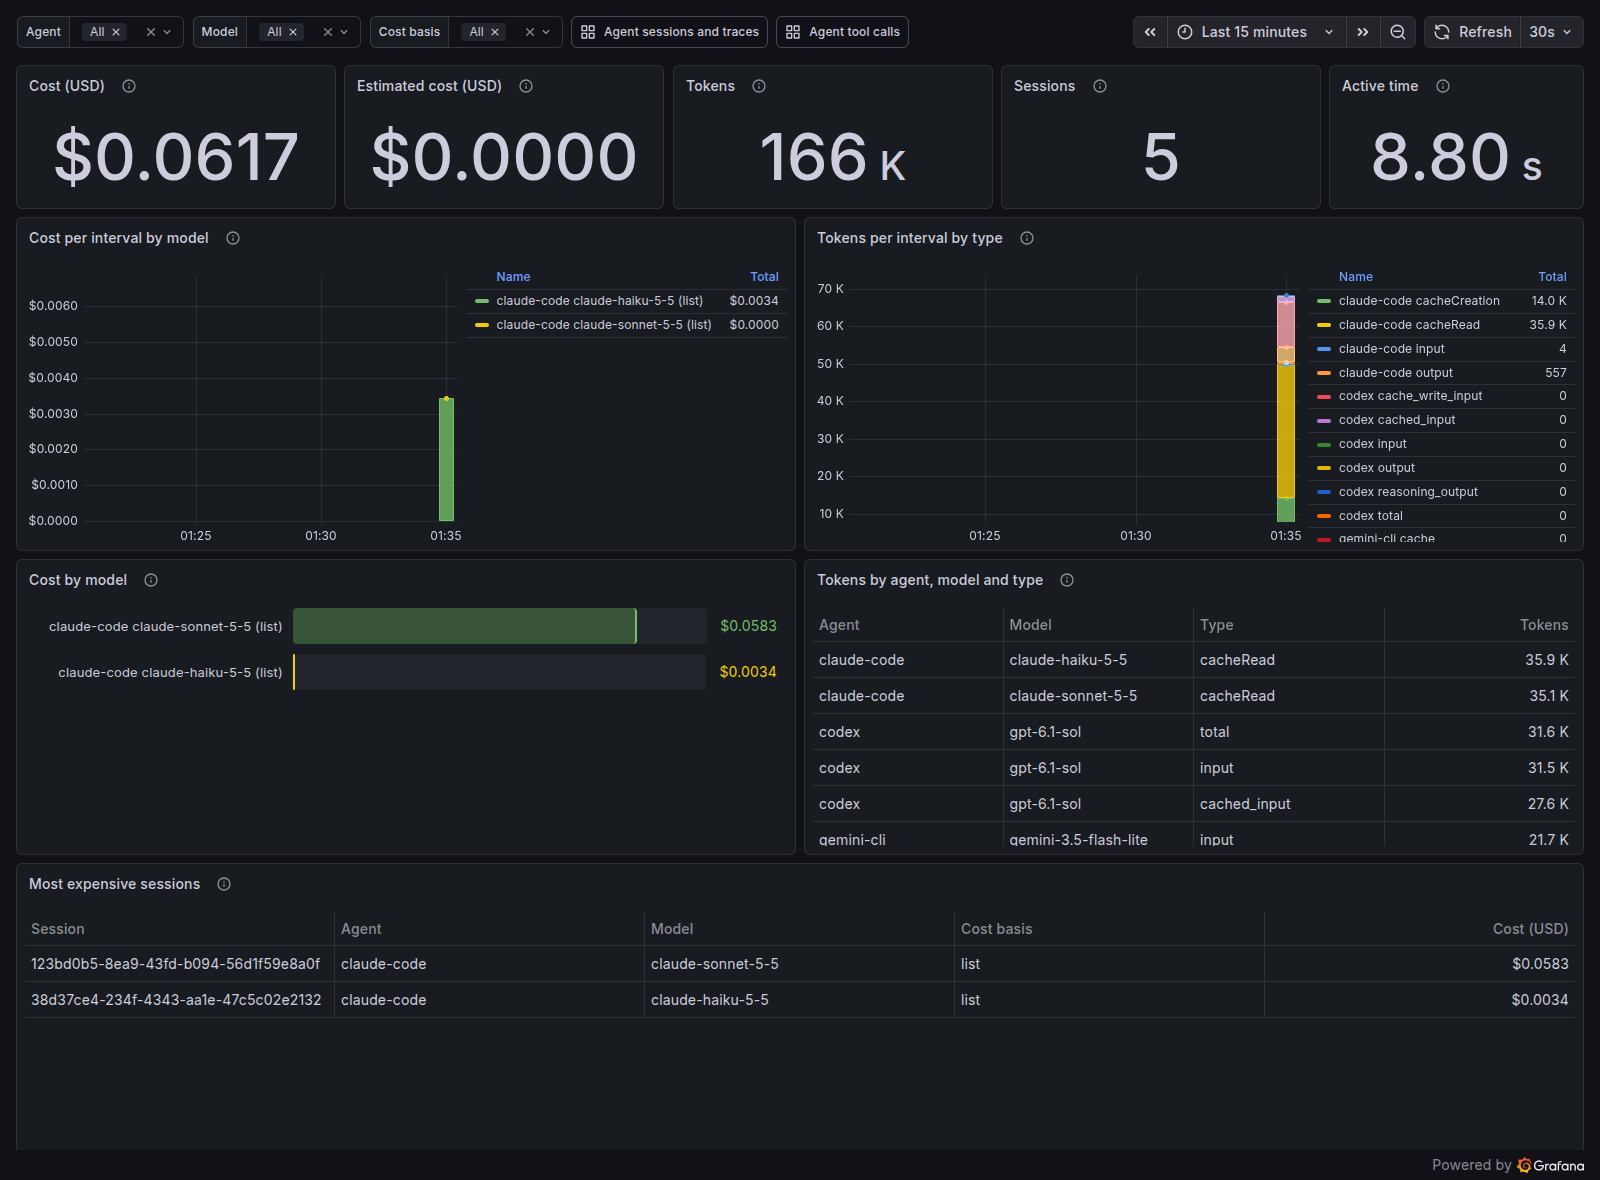 Agent All Model All Cost basis All Agent sessions and traces Agent tool calls Last 15 minutes Refresh 30s
Cost (USD) Estimated cost (USD) Tokens Sessions Active time
$0.0617 $0.0000 166 K 5 8.80 s
Cost per interval by model
Name Total
claude-code claude-haiku-5-5 (list) $0.0034
claude-code claude-sonnet-5-5 (list) $0.0000
$0.0060
$0.0050
$0.0040
$0.0030
$0.0020
$0.0010
$0.0000
01:25 01:30 01:35
Tokens per interval by type
70 K
60 K
50 K
40 K
30 K
20 K
10 K
01:25 01:30 01:35
Name Total
claude-code cacheCreation 14.0 K
claude-code cacheRead 35.9 K
claude-code input 4
claude-code output 557
codex cache_write_input 0
codex cached_input 0
codex input 0
codex output 0
codex reasoning_output 0
codex total 0
gemini-cli cache 0
Cost by model
claude-code claude-sonnet-5-5 (list) $0.0583
claude-code claude-haiku-5-5 (list) $0.0034
Tokens by agent, model and type
Agent Model Type Tokens
claude-code claude-haiku-5-5 cacheRead 35.9 K
claude-code claude-sonnet-5-5 cacheRead 35.1 K
codex gpt-6.1-sol total 31.6 K
codex gpt-6.1-sol input 31.5 K
codex gpt-6.1-sol cached_input 27.6 K
gemini-cli gemini-3.5-flash-lite input 21.7 K
Most expensive sessions
Session Agent Model Cost basis Cost (USD)
123bd0b5-8ea9-43fd-b094-56d1f59e8a0f claude-code claude-sonnet-5-5 list $0.0583
38d37ce4-234f-4343-aa1e-47c5c02e2132 claude-code claude-haiku-5-5 list $0.0034
Powered by Grafana